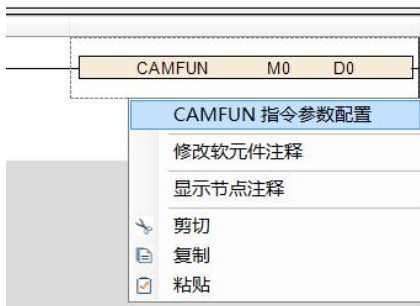 CAMFUN M0 D0
CAMFUN 指令参数配置
修改软元件注释
显示节点注释
剪切
复制
粘贴